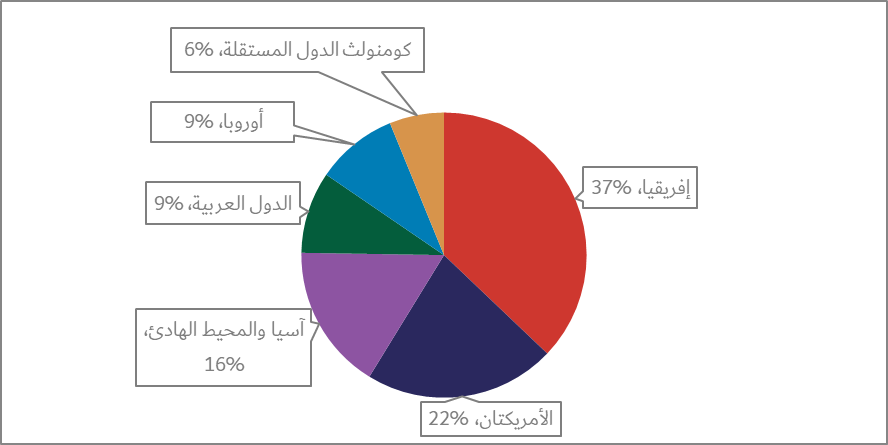 كومنولث الدول المستقلة، 6%
أوروبا، 9%
إفريقيا، 37%
الدول العربية، 9%
آسيا والمحيط الهادئ،
16%
الأمريكتان، 22%